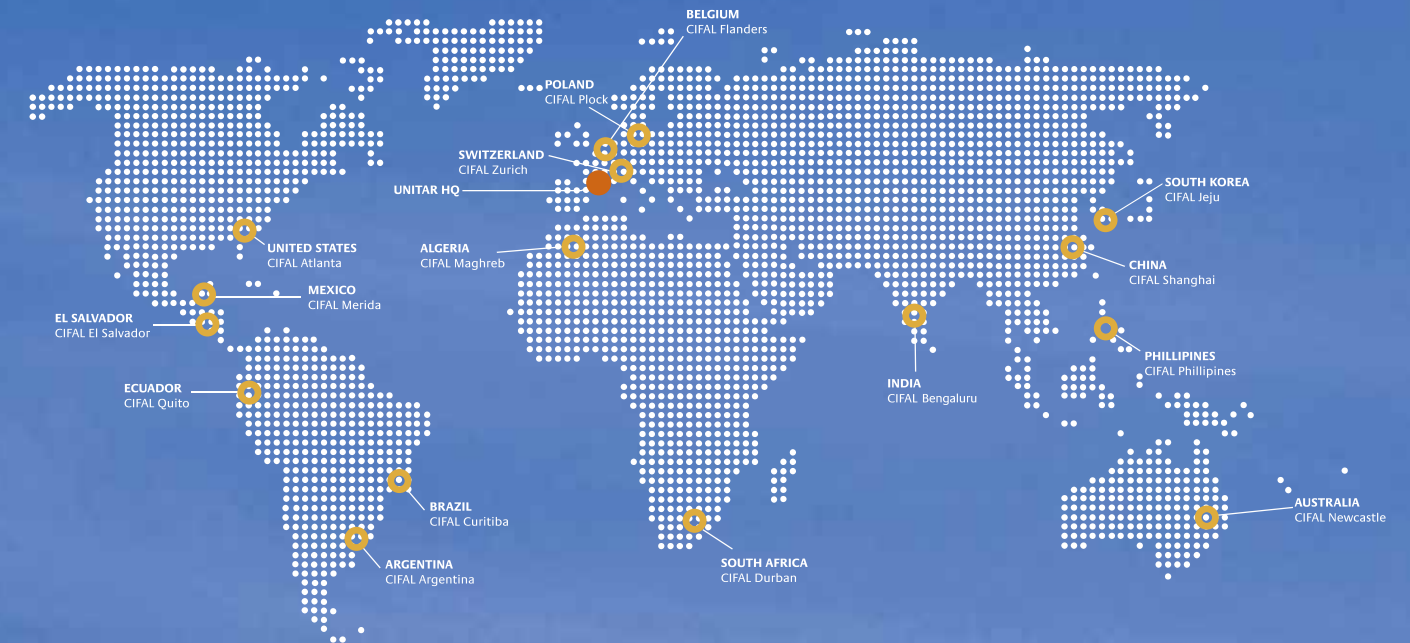 BELGIUM
CIFAL Flanders
POLAND
CIFAL Plock
SWITZERLAND
CIFAL Zurich
UNITAR HQ
SOUTH KOREA
CIFAL Jeju
UNITED STATES
CIFAL Atlanta
ALGERIA
CIFAL Maghreb
CHINA
CIFAL Shanghai
MEXICO
CIFAL Merida
EL SALVADOR
CIFAL El Salvador
PHILLIPINES
CIFAL Phillipines
ECUADOR
CIFAL Quito
INDIA
CIFAL Bengaluru
BRAZIL
CIFAL Curitiba
AUSTRALIA
CIFAL Newcastle
ARGENTINA
CIFAL Argentina
SOUTH AFRICA
CIFAL Durban